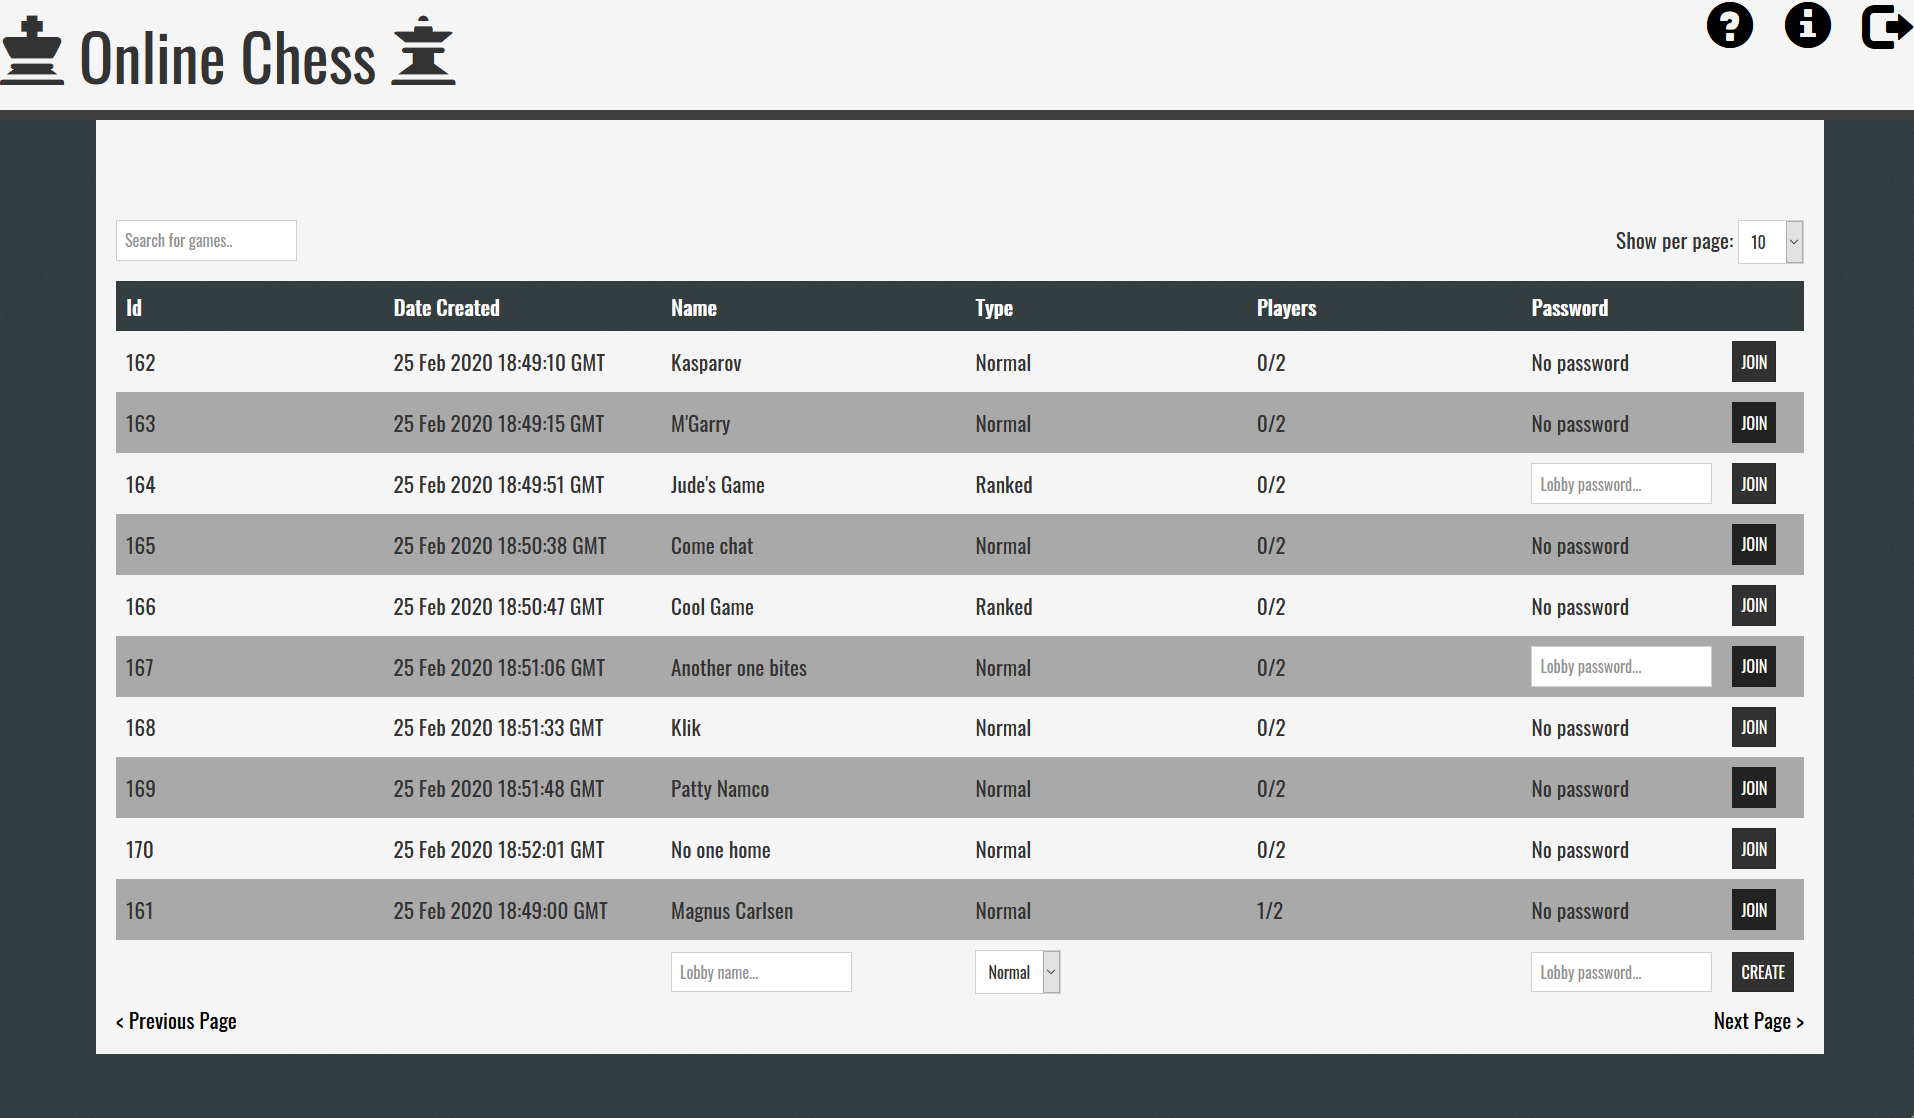 Online Chess
Search for games..
Show per page: 10
Id Date Created Name Type Players Password
162 25 Feb 2020 18:49:10 GMT Kasparov Normal 0/2 No password JOIN
163 25 Feb 2020 18:49:15 GMT M'Garry Normal 0/2 No password JOIN
164 25 Feb 2020 18:49:51 GMT Jude's Game Ranked 0/2 Lobby password... JOIN
165 25 Feb 2020 18:50:38 GMT Come chat Normal 0/2 No password JOIN
166 25 Feb 2020 18:50:47 GMT Cool Game Ranked 0/2 No password JOIN
167 25 Feb 2020 18:51:06 GMT Another one bites Normal 0/2 Lobby password... JOIN
168 25 Feb 2020 18:51:33 GMT Klik Normal 0/2 No password JOIN
169 25 Feb 2020 18:51:48 GMT Patty Namco Normal 0/2 No password JOIN
170 25 Feb 2020 18:52:01 GMT No one home Normal 0/2 No password JOIN
161 25 Feb 2020 18:49:00 GMT Magnus Carlsen Normal 1/2 No password JOIN
Lobby name... Normal Lobby password... CREATE
< Previous Page Next Page >